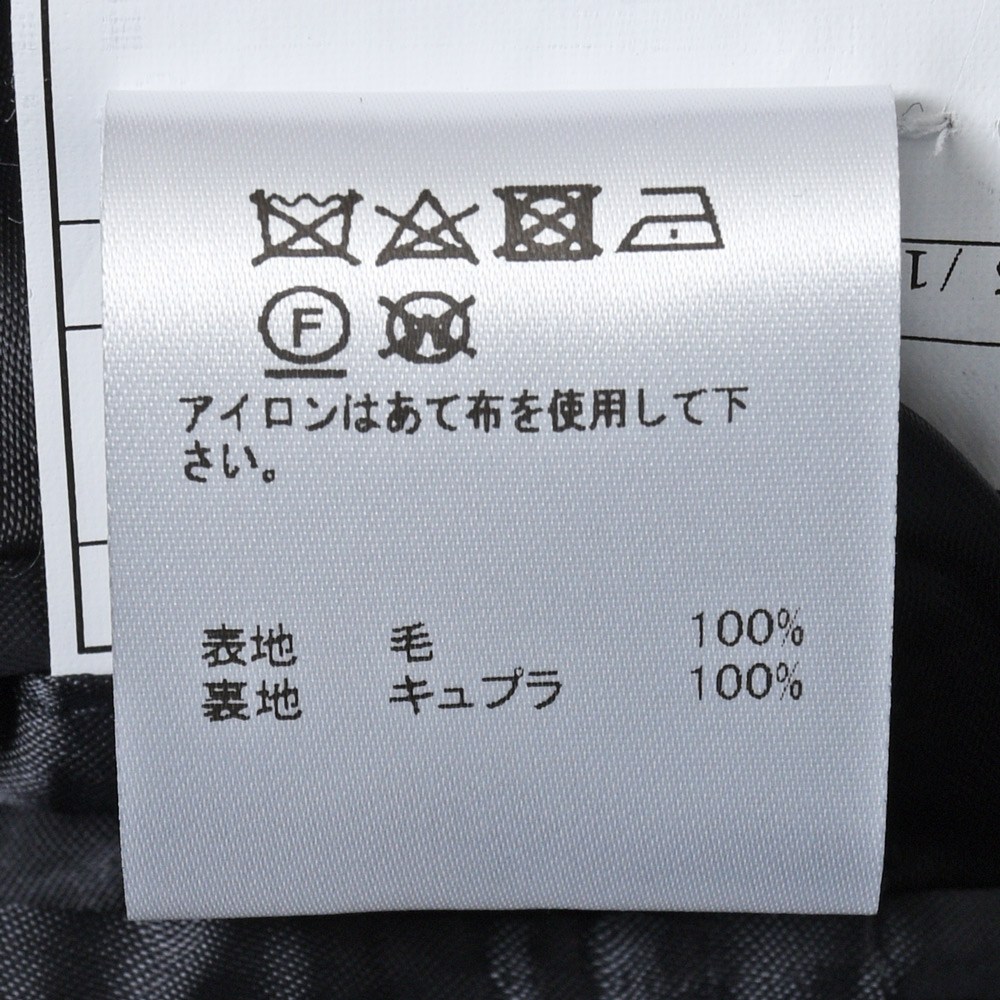 F
アイロンはあて布を使用して下
さい。
表地 毛 100%
裏地 キュプラ 100%